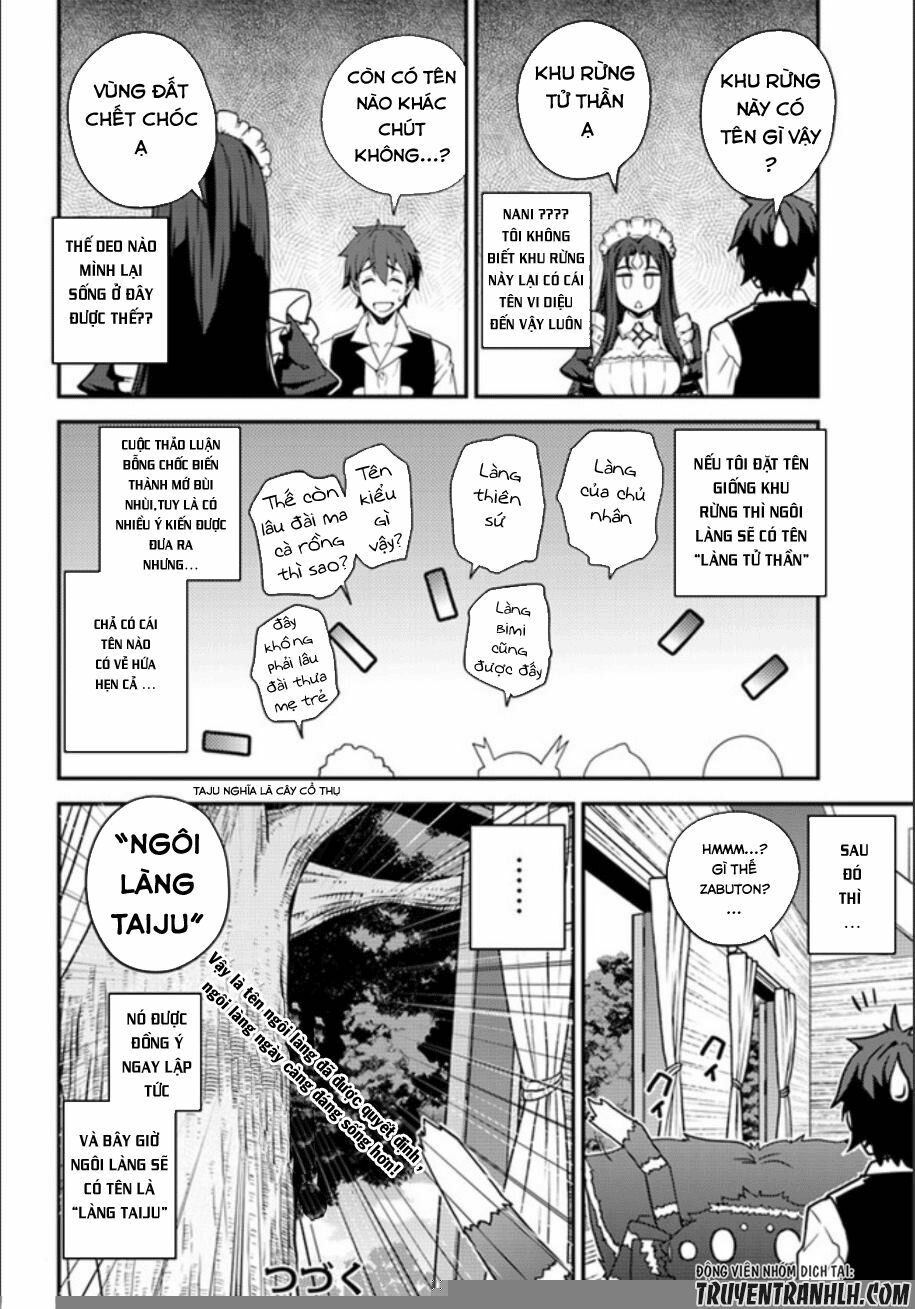 KHU RỪNG
NÀY CÓ
TÊN GÌ VẬY
?
KHU RỪNG
TỬ THẦN
Ạ
NANI ????
TÔI KHÔNG
BIẾT KHU RỪNG
NÀY LẠI CÓ CÁI
TÊN VI DIỆU
ĐẾN VẬY LUÔN
CÒN CÓ TÊN
NÀO KHÁC
CHÚT
KHÔNG...?
VÙNG ĐẤT
CHẾT CHÓC
Ạ
THẾ DEO NÀO
MÌNH LẠI
SỐNG Ở ĐÂY
ĐƯỢC THẾ??
NẾU TÔI ĐẶT TÊN
GIỐNG KHU
RỪNG THÌ NGÔI
LÀNG SẼ CÓ TÊN
"LÀNG TỬ THẦN"
Làng
của chủ
nhân
Làng
thiên
sứ
Làng
Bimi
cũng
được đấy
Tên
kiểu
gì
vậy?
Thế còn
lâu đài ma
cà rồng
thì sao?
đây
không
phải lâu
đài thưa
mẹ trẻ
CUỘC THẢO LUẬN
BỖNG CHỐC BIẾN
THÀNH MỚ BÙI
NHÙI,TUY LÀ CÓ
NHIỀU Ý KIẾN ĐƯỢC
ĐƯA RA
NHƯNG...
CHẢ CÓ CÁI
TÊN NÀO
CÓ VẺ HỨA
HẸN CẢ ...
TAJU NGHĨA LÀ CÂY CỔ THỤ
SAU
ĐÓ
THÌ
...
HMMM...?
GÌ THẾ
ZABUTON?
...
......
"NGÔI
LÀNG
TAIJU"
Vậy là tên ngôi làng đã được quyết định ,
ngôi làng ngày càng đáng sống hơn!
NÓ ĐƯỢC
ĐỒNG Ý
NGAY LẬP
TỨC
VÀ BÂY GIỜ
NGÔI LÀNG SẼ
CÓ TÊN LÀ
"LÀNG TAIJU"
つづく
ĐỘNG VIÊN NHÓM DỊCH TẠI:
TRUYENTRANHLH.COM